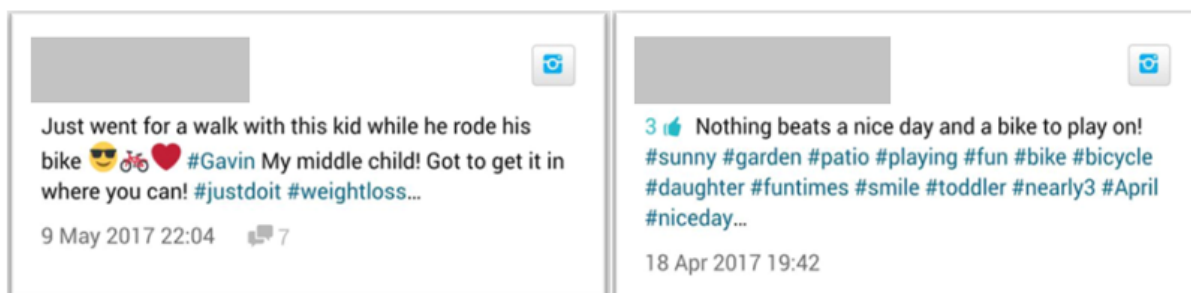 Just went for a walk with this kid while he rode his
bike 😎🚲❤️ #Gavin My middle child! Got to get it in
where you can! #justdoit #weightloss…
9 May 2017 22:04 7
3 Nothing beats a nice day and a bike to play on!
#sunny #garden #patio #playing #fun #bike #bicycle
#daughter #funtimes #smile #toddler #nearly3 #April
#niceday…
18 Apr 2017 19:42